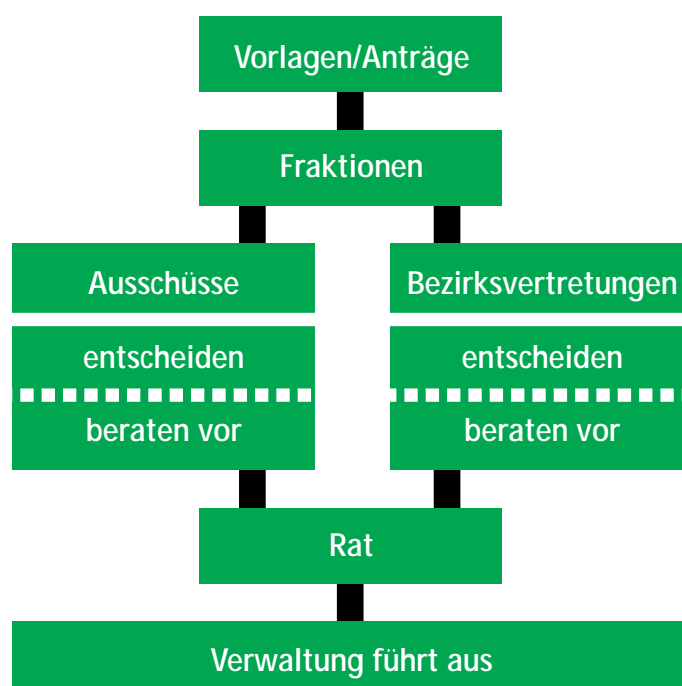 Vorlagen/Anträge
Fraktionen
Ausschüsse
Bezirksvertretungen
entscheiden
entscheiden
beraten vor
beraten vor
Rat
Verwaltung führt aus